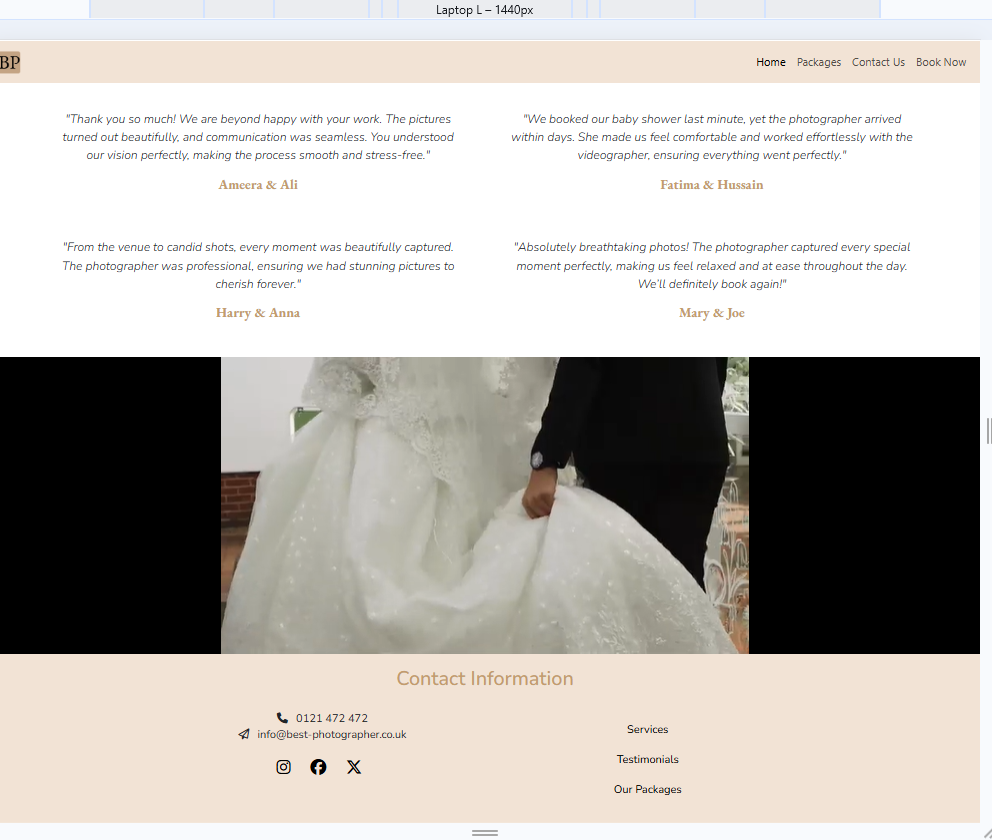 Laptop L – 1440px
BP
Home Packages Contact Us Book Now
"Thank you so much! We are beyond happy with your work. The pictures
turned out beautifully, and communication was seamless. You understood
our vision perfectly, making the process smooth and stress-free."
Ameera & Ali
"We booked our baby shower last minute, yet the photographer arrived
within days. She made us feel comfortable and worked effortlessly with the
videographer, ensuring everything went perfectly."
Fatima & Hussain
"From the venue to candid shots, every moment was beautifully captured.
The photographer was professional, ensuring we had stunning pictures to
cherish forever."
Harry & Anna
"Absolutely breathtaking photos! The photographer captured every special
moment perfectly, making us feel relaxed and at ease throughout the day.
We'll definitely book again!"
Mary & Joe
Contact Information
0121 472 472
info@best-photographer.co.uk
Services
Testimonials
Our Packages